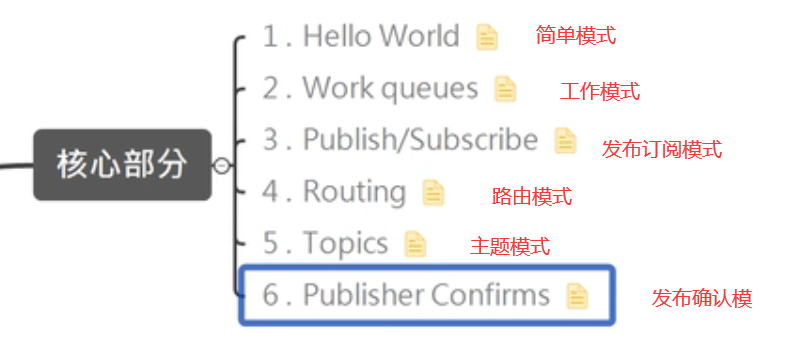 核心部分
1 . Hello World 简单模式
2 . Work queues 工作模式
3 . Publish/Subscribe 发布订阅模式
4 . Routing 路由模式
5 . Topics 主题模式
6 . Publisher Confirms 发布确认模